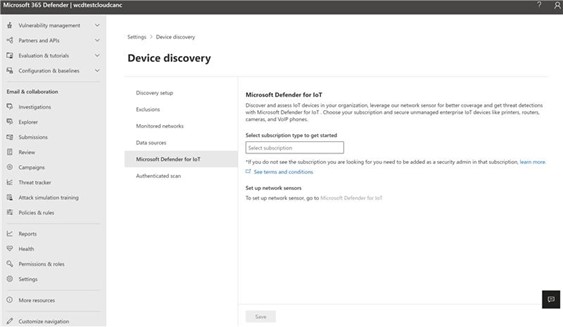 Microsoft 365 Defender | wcdtestcloudcanc
?
Vulnerability management
Partners and APIs
Evaluation & tutorials
Configuration & baselines
Email & collaboration
Investigations
Explorer
Submissions
Review
Campaigns
Threat tracker
Attack simulation training
Policies & rules
Reports
Health
Permissions & roles
Settings
More resources
Customize navigation
Settings > Device discovery
Device discovery
Discovery setup
Exclusions
Monitored networks
Data sources
Microsoft Defender for IoT
Authenticated scan
Microsoft Defender for IoT
Discover and assess IoT devices in your organization, leverage our network sensor for better coverage and get threat detections
with Microsoft Defender for IoT . Choose your subscription and secure unmanaged enterprise IoT devices like printers, routers,
cameras, and VoIP phones.
Select subscription type to get started
Select subscription
*If you do not see the subscription you are looking for you need to be added as a security admin in that subscription, learn more.
See terms and conditions
Set up network sensors
To set up network sensor, go to Microsoft Defender for IoT
Save